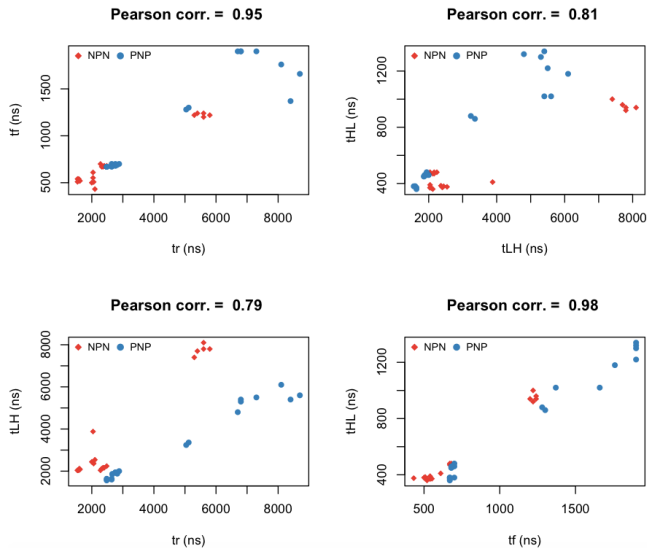 Pearson corr. = 0.95
NPN PNP
tf (ns)
500 1000 1500
2000 4000 6000 8000
tr (ns)
Pearson corr. = 0.81
NPN PNP
tHL (ns)
400 800 1200
2000 4000 6000 8000
tLH (ns)
Pearson corr. = 0.79
NPN PNP
tLH (ns)
2000 4000 6000 8000
2000 4000 6000 8000
tr (ns)
Pearson corr. = 0.98
NPN PNP
tHL (ns)
400 800 1200
500 1000 1500
tf (ns)